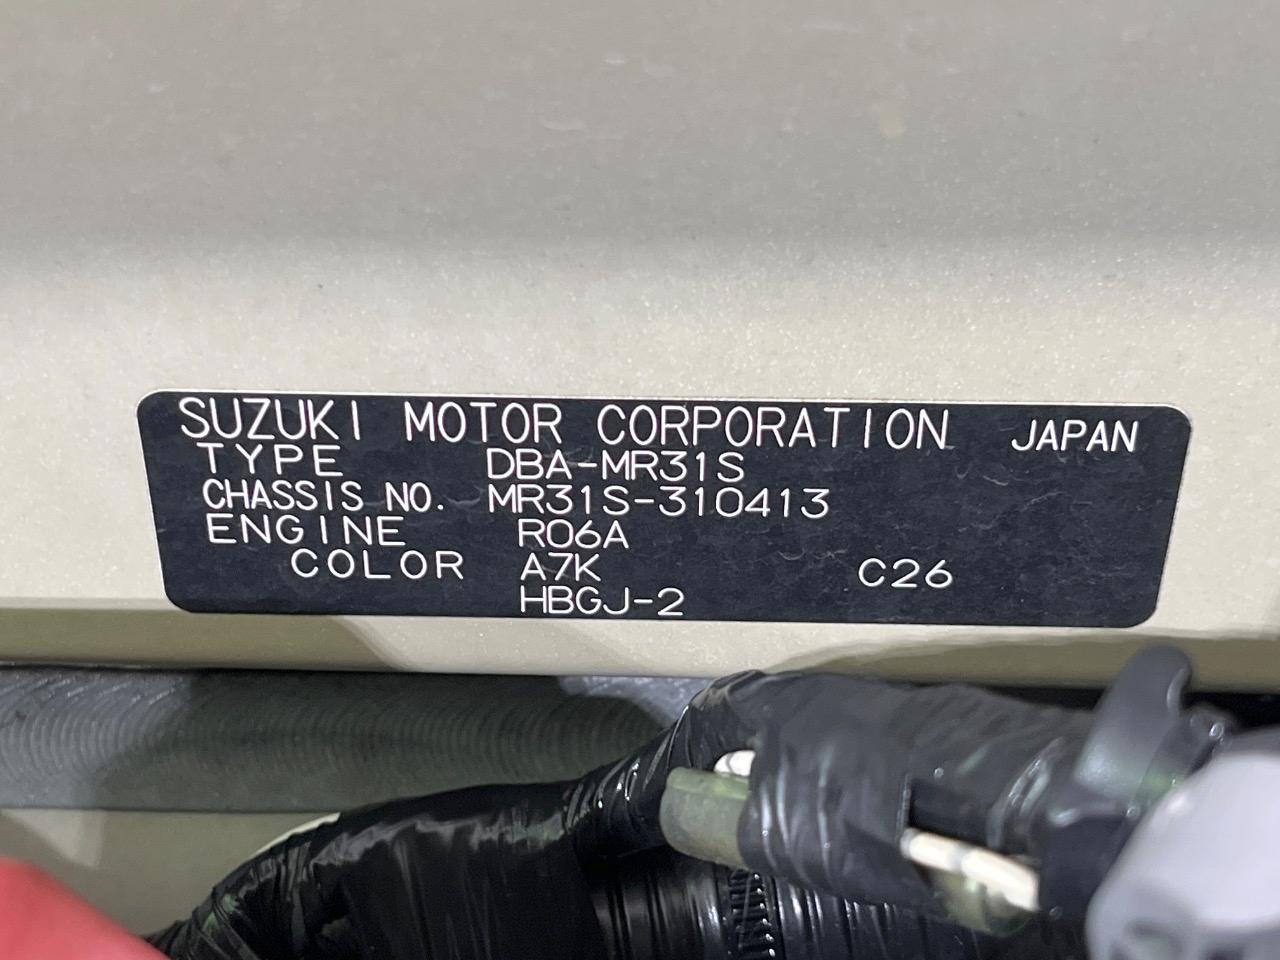 SUZUKI MOTOR CORPORATION JAPAN
TYPE DBA-MR31S
CHASSIS NO. MR31S-310413
ENGINE R06A
COLOR A7K C26
HBGJ-2